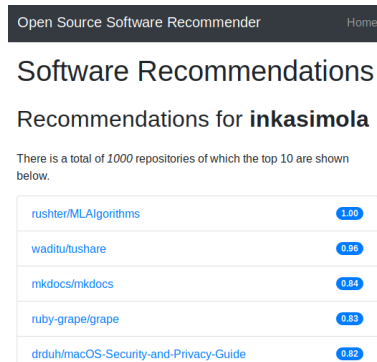 Open Source Software Recommender Home
Software Recommendations
Recommendations for inkasimola
There is a total of 1000 repositories of which the top 10 are shown
below.
rushter/MLAlgorithms 1.00
waditu/tushare 0.96
mkdocs/mkdocs 0.84
ruby-grape/grape 0.83
drduh/macOS-Security-and-Privacy-Guide 0.82